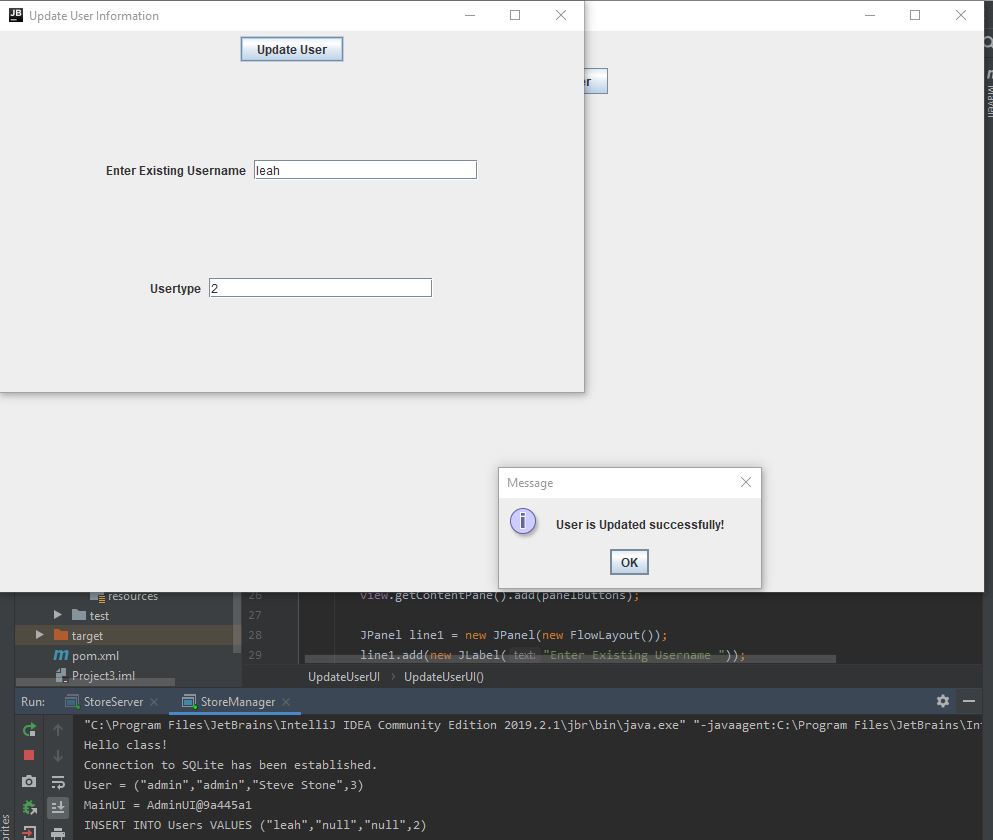 JB Update User Information
Update User
er
Enter Existing Username leah
Usertype 2
Message
User is Updated successfully!
OK
Maven
resources
test
target
pom.xml
Project3.iml
26 view.getContentPane().add(panelButtons);
27
28 JPanel line1 = new JPanel(new FlowLayout());
29 line1.add(new JLabel( text: "Enter Existing Username "));
UpdateUserUI > UpdateUserUI()
Run: StoreServer StoreManager
"C:\Program Files\JetBrains\IntelliJ IDEA Community Edition 2019.2.1\jbr\bin\java.exe" "-javaagent:C:\Program Files\JetBrains\Int
Hello class!
Connection to SQLite has been established.
User = ("admin","admin","Steve Stone",3)
MainUI = AdminUI@9a445a1
INSERT INTO Users VALUES ("leah","null","null",2)
orites